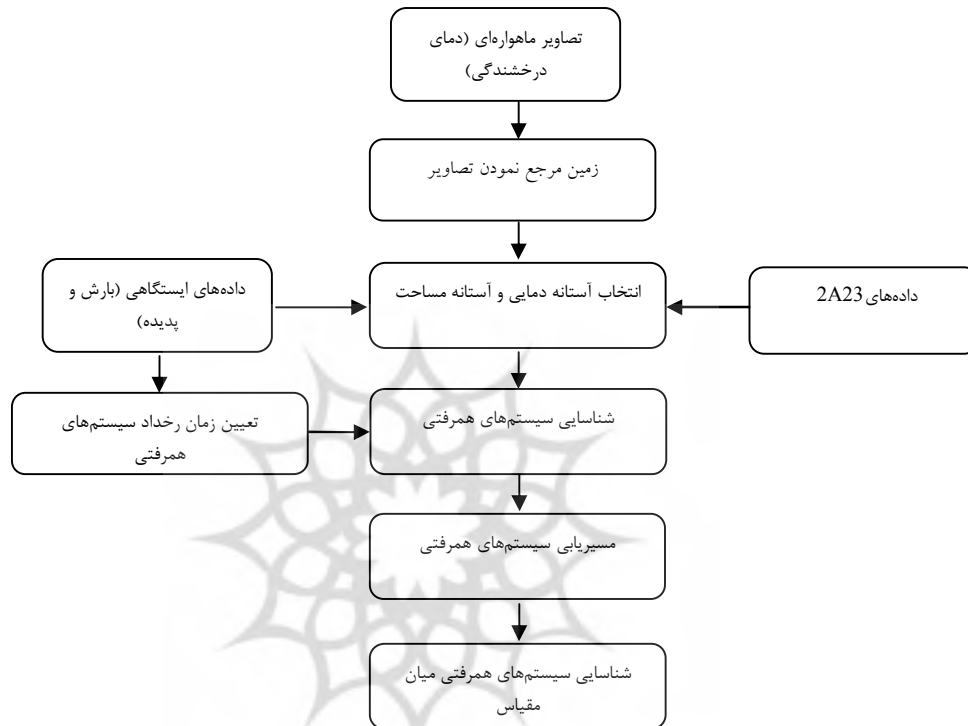 تصاویر ماهواره‌ای (دمای
درخشندگی)
زمین مرجع نمودن تصاویر
داده‌های ایستگاهی (بارش و
پدیده)
انتخاب آستانه دمایی و آستانه مساحت
داده‌های 2A23
تعیین زمان رخداد سیستم‌های
همرفتی
شناسایی سیستم‌های همرفتی
مسیریابی سیستم‌های همرفتی
شناسایی سیستم‌های همرفتی میان
مقیاس